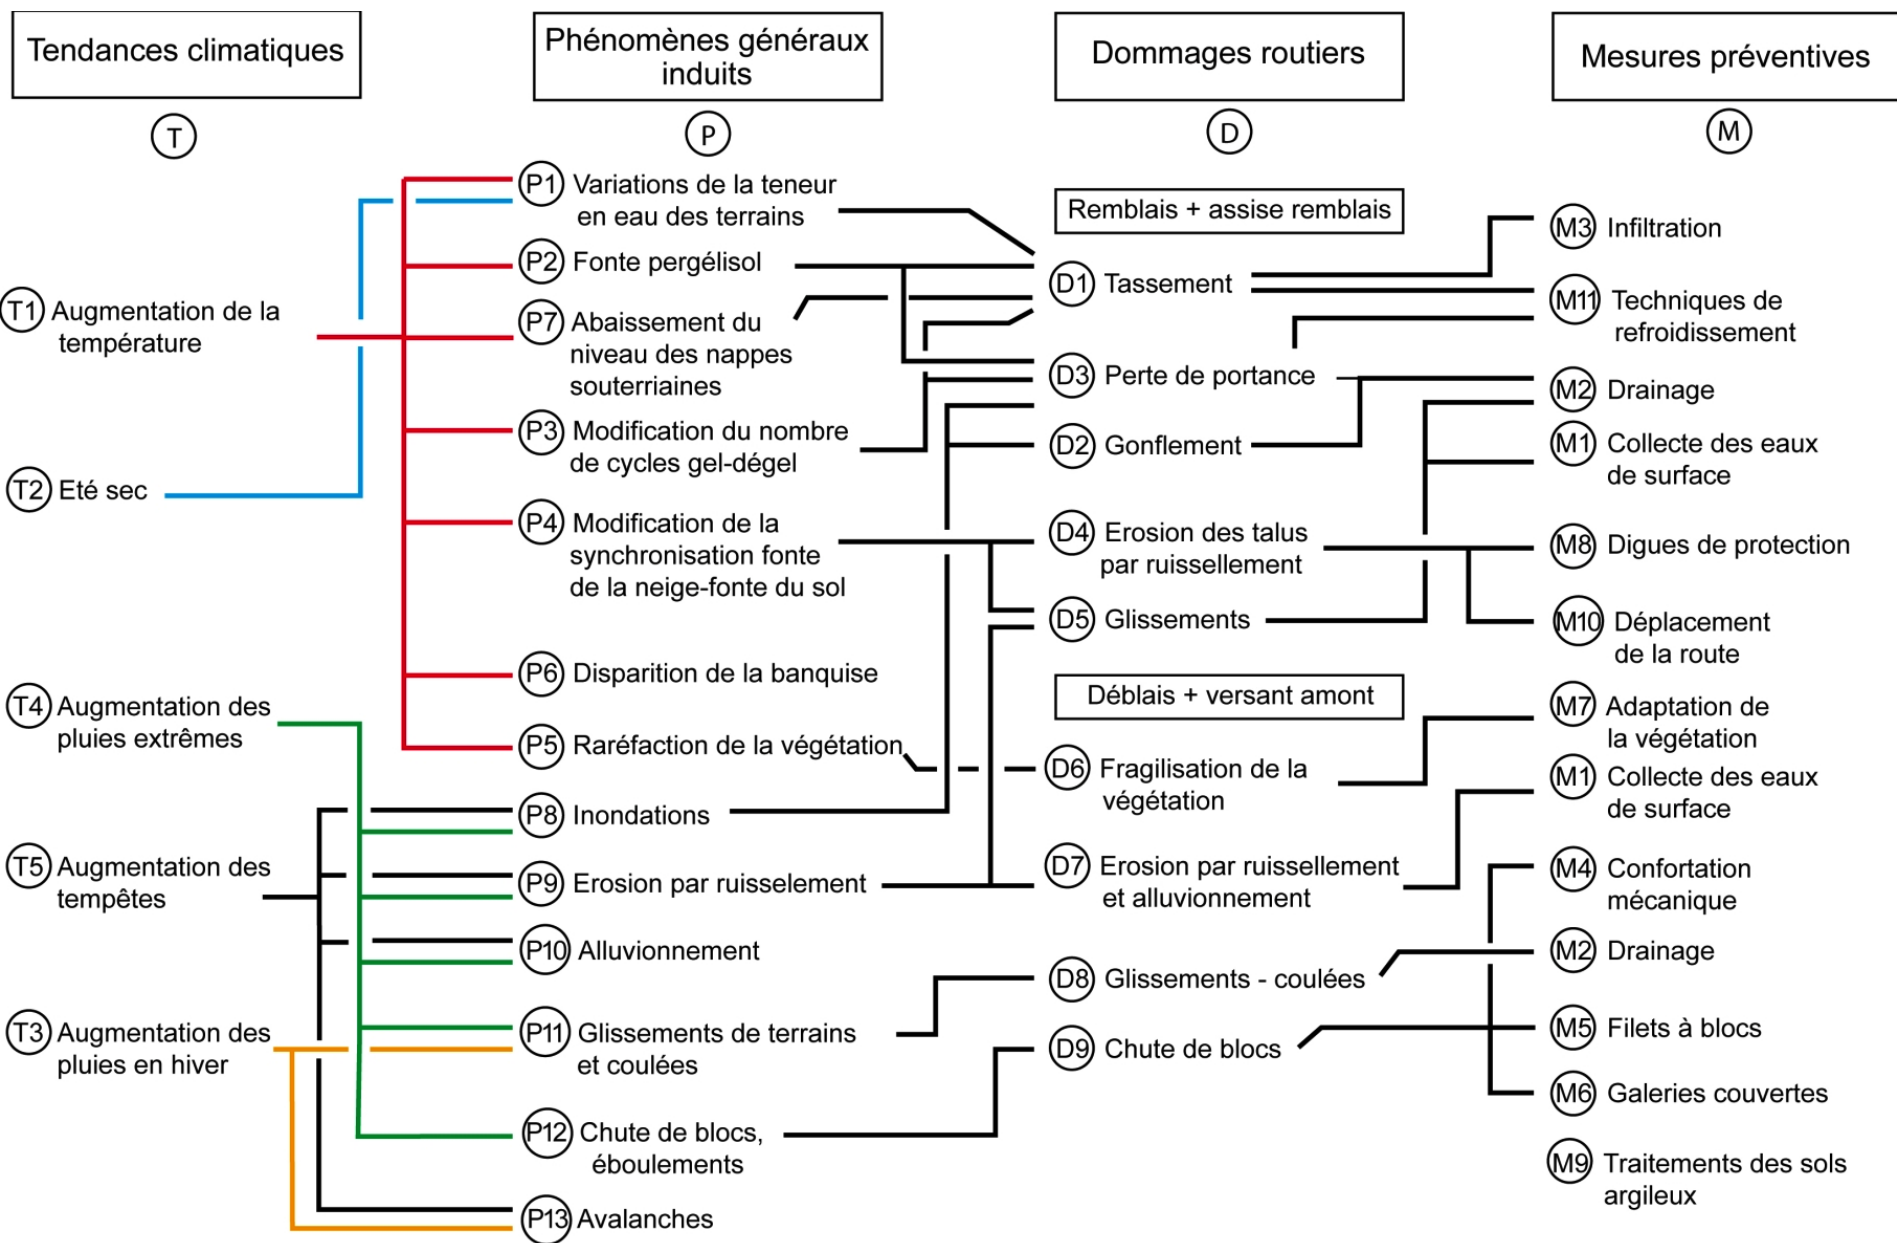 Tendances climatiques
T
T1 Augmentation de la
température
T2 Eté sec
T4 Augmentation des
pluies extrêmes
T5 Augmentation des
tempêtes
T3 Augmentation des
pluies en hiver
Phénomènes généraux
induits
P
P1 Variations de la teneur
en eau des terrains
P2 Fonte pergélisol
P7 Abaissement du
niveau des nappes
souterriaines
P3 Modification du nombre
de cycles gel-dégel
P4 Modification de la
synchronisation fonte
de la neige-fonte du sol
P6 Disparition de la banquise
P5 Raréfaction de la végétation
P8 Inondations
P9 Erosion par ruisselement
P10 Alluvionnement
P11 Glissements de terrains
et coulées
P12 Chute de blocs,
éboulements
P13 Avalanches
Dommages routiers
D
Remblais + assise remblais
D1 Tassement
D3 Perte de portance
D2 Gonflement
D4 Erosion des talus
par ruissellement
D5 Glissements
Déblais + versant amont
D6 Fragilisation de la
végétation
D7 Erosion par ruissellement
et alluvionnement
D8 Glissements - coulées
D9 Chute de blocs
Mesures préventives
M
M3 Infiltration
M11 Techniques de
refroidissement
M2 Drainage
M1 Collecte des eaux
de surface
M8 Digues de protection
M10 Déplacement
de la route
M7 Adaptation de
la végétation
M1 Collecte des eaux
de surface
M4 Confortation
mécanique
M2 Drainage
M5 Filets à blocs
M6 Galeries couvertes
M9 Traitements des sols
argileux